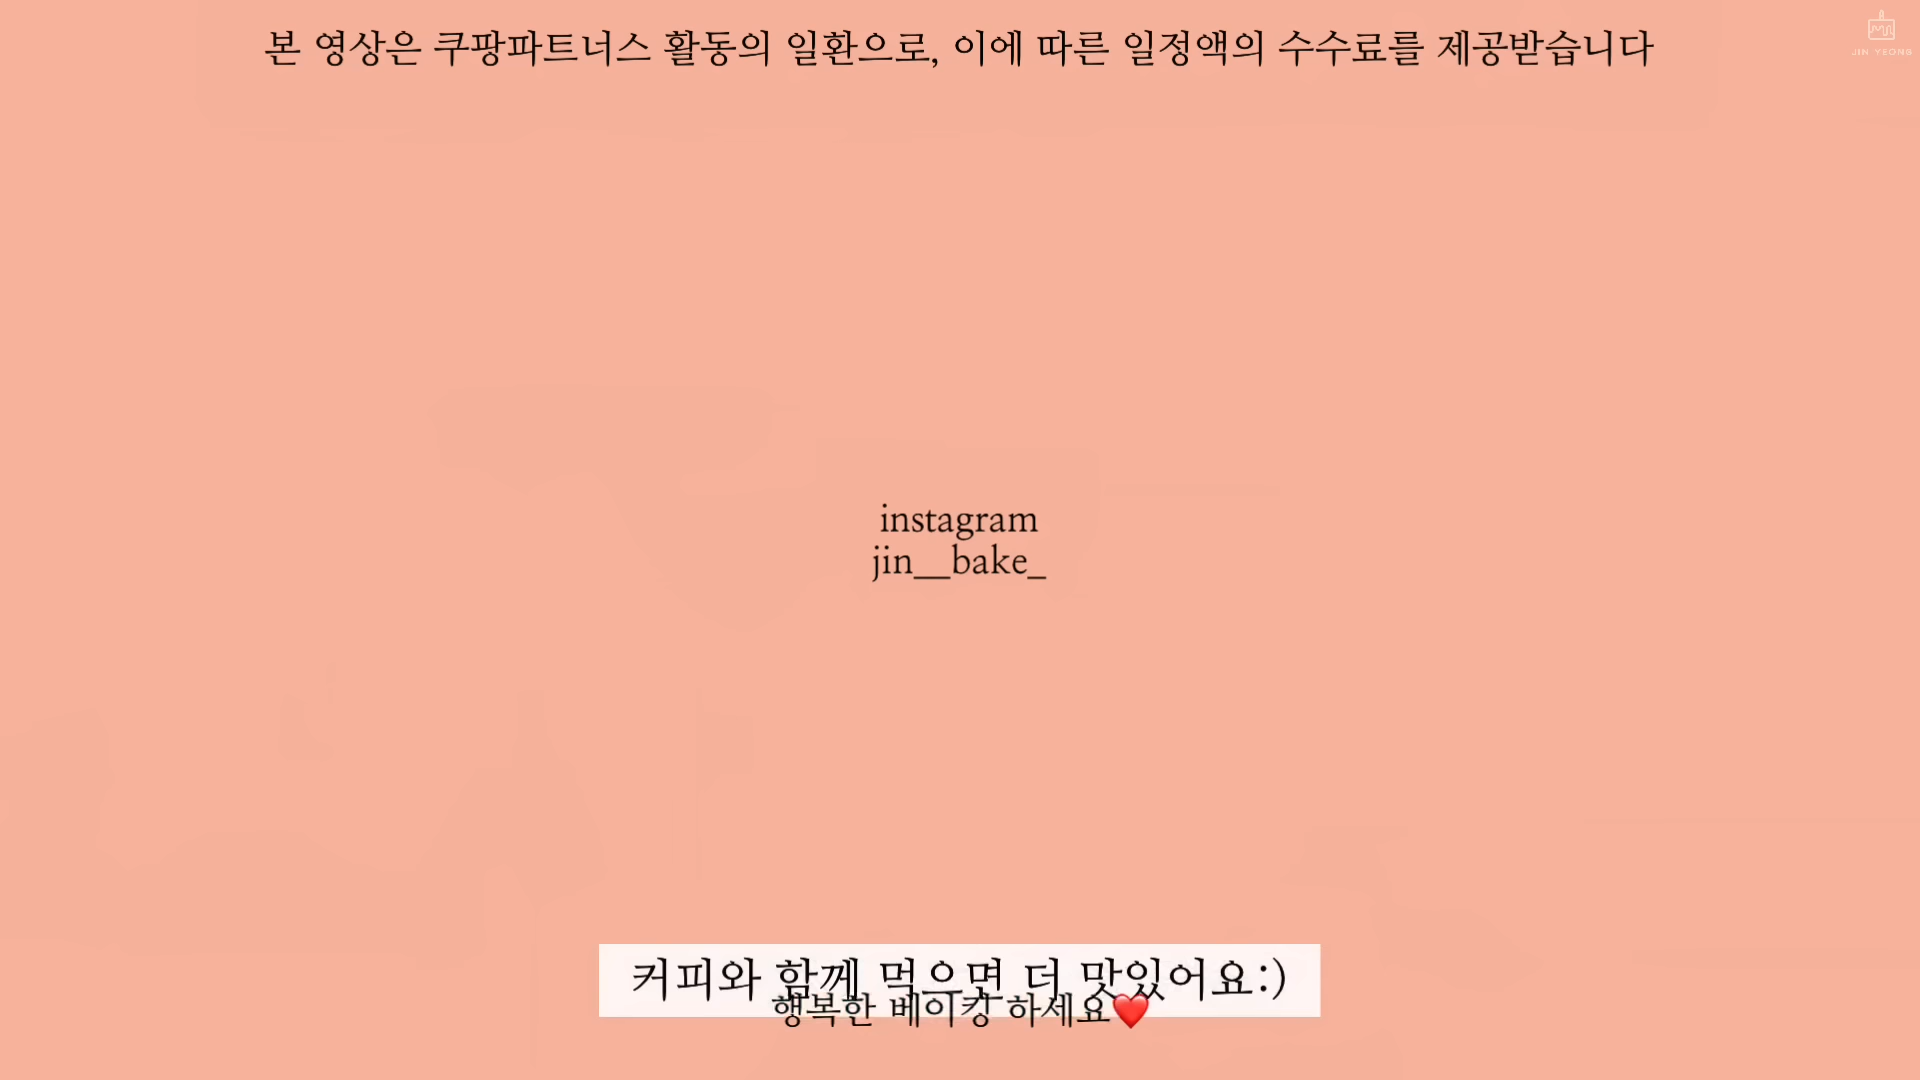 본 영상은 쿠팡파트너스 활동의 일환으로, 이에 따른 일정액의 수수료를 제공받습니다
JIN YEONG
instagram
jin__bake_
커피와 함께 먹으면 더 맛있어요:)
행복한 베이킹 하세요❤️